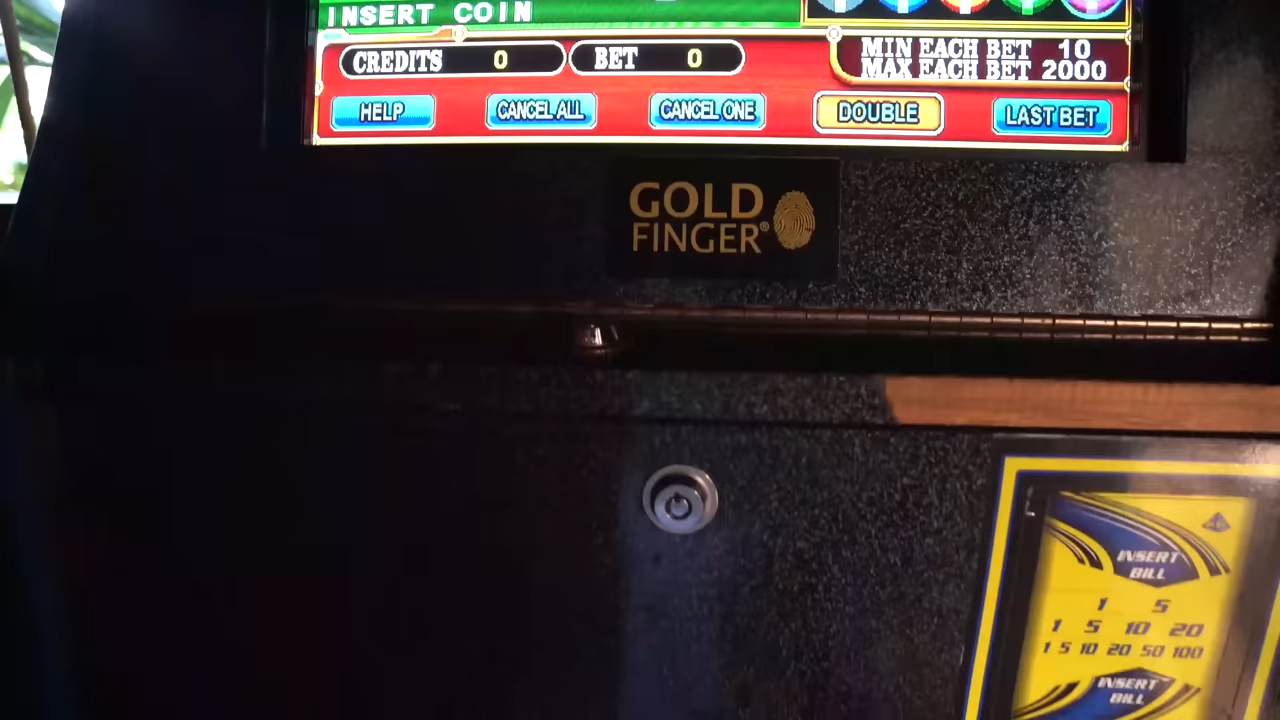 INSERT COIN
CREDITS 0
BET 0
MIN EACH BET 10
MAX EACH BET 2000
HELP
CANCEL ALL
CANCEL ONE
DOUBLE
LAST BET
GOLD
FINGER®
INSERT
BILL
1 5
1 5 10 20
1 5 10 20 50 100
INSERT
BILL